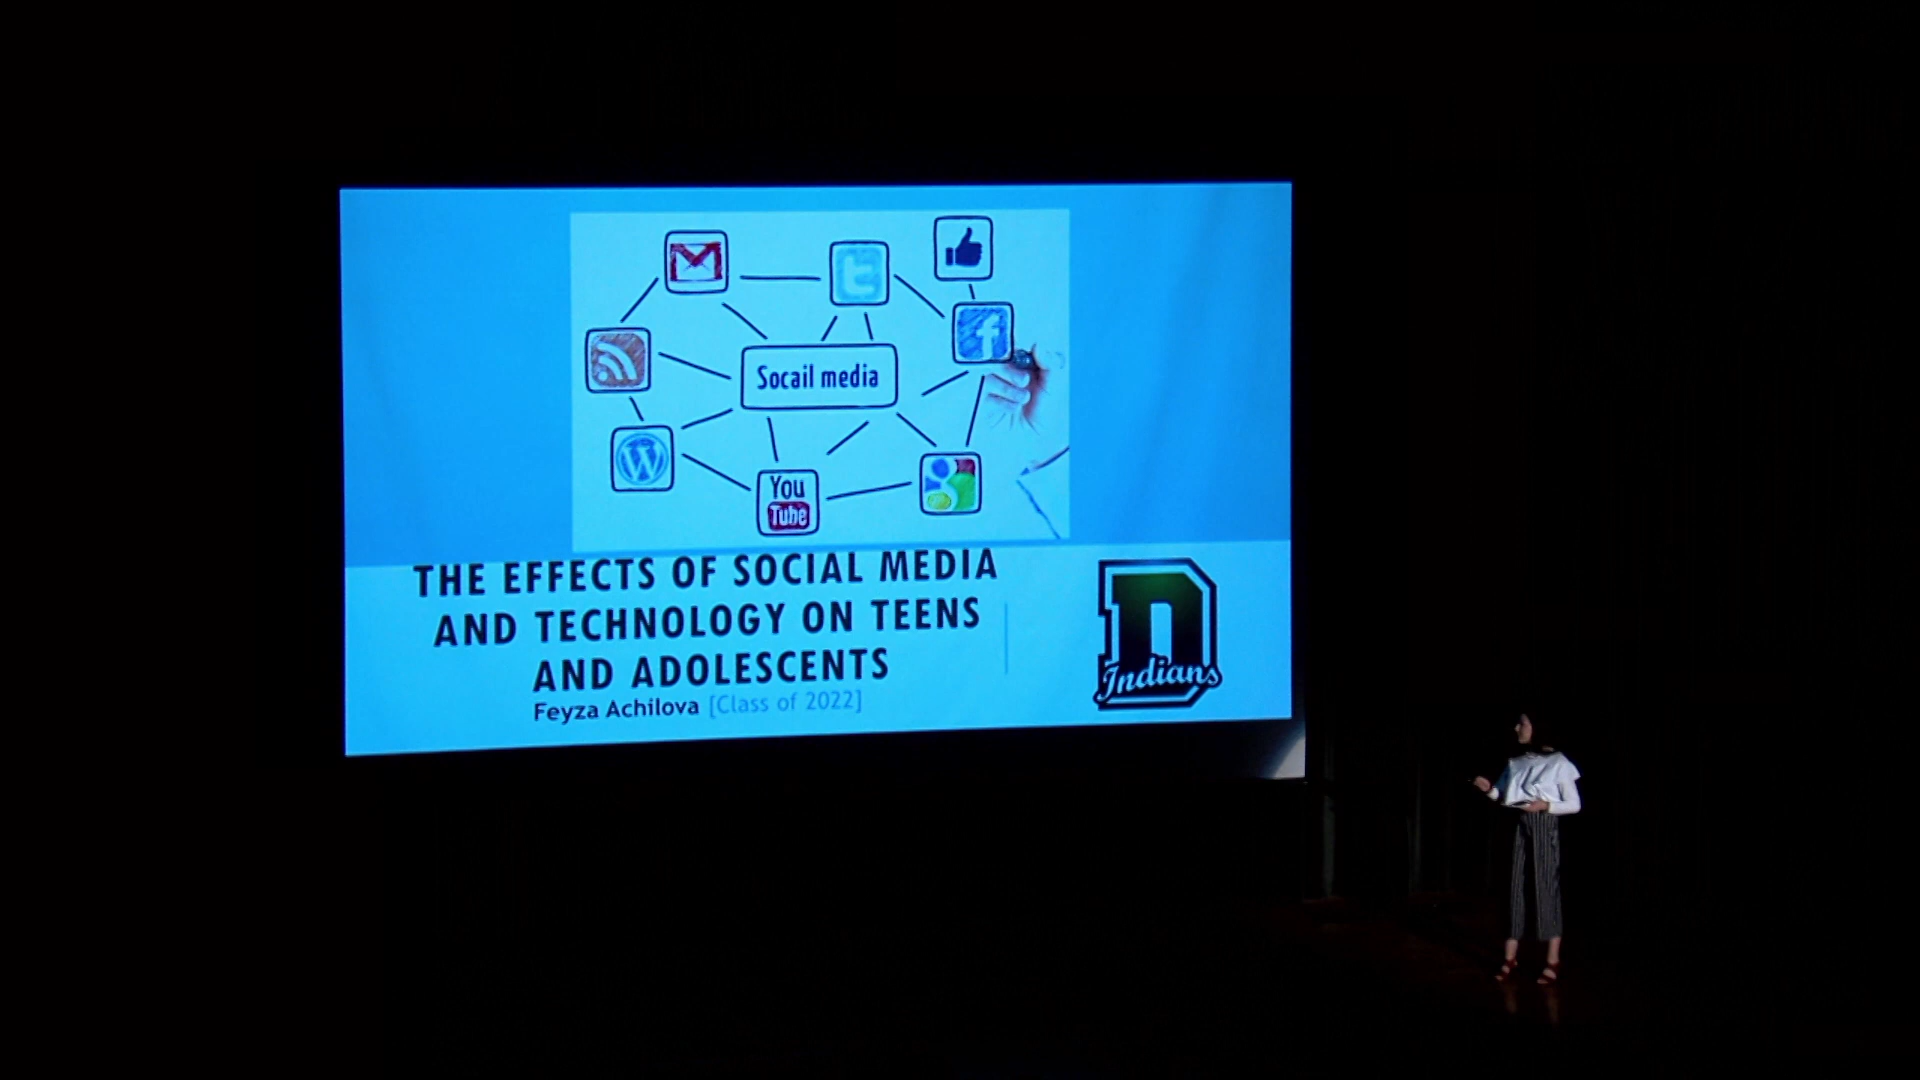 Socail media
You
Tube
THE EFFECTS OF SOCIAL MEDIA
AND TECHNOLOGY ON TEENS
AND ADOLESCENTS
Feyza Achilova [Class of 2022]
D
Indians